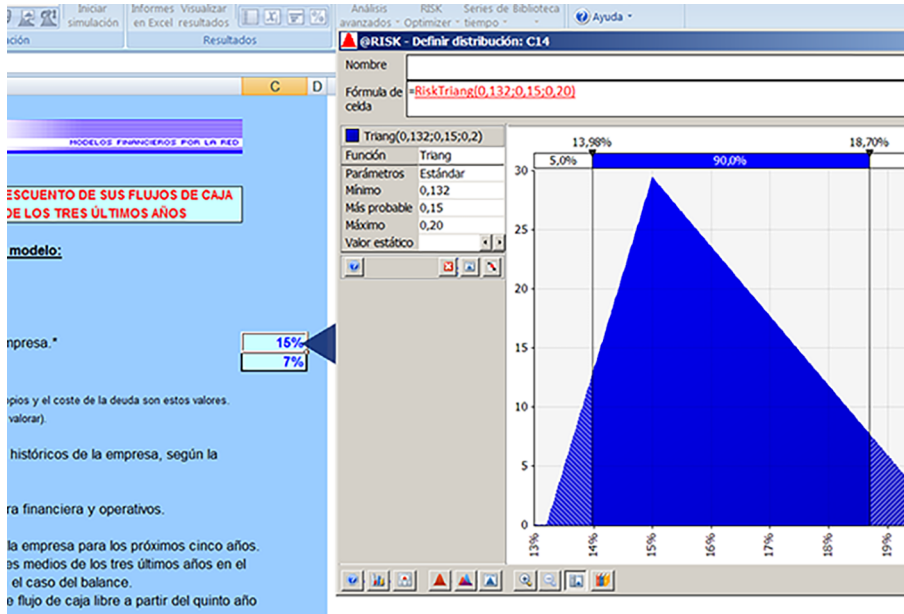 Iniciar
simulación
Informes Visualizar
en Excel resultados
Análisis
avanzados
RISK
Optimizer
Series de
tiempo
Biblioteca
Ayuda
ción
Resultados
@RISK - Definir distribución: C14
Nombre
Fórmula de
celda
=RiskTriang(0,132;0,15;0,20)
C D
MODELOS FINANCIEROS POR LA RED
ESCUENTO DE SUS FLUJOS DE CAJA
DE LOS TRES ÚLTIMOS AÑOS
modelo:
mpresa.*
15%
7%
opios y el coste de la deuda son estos valores.
valorar).
históricos de la empresa, según la
ra financiera y operativos.
la empresa para los próximos cinco años.
es medios de los tres últimos años en el
el caso del balance.
e flujo de caja libre a partir del quinto año
Triang(0,132;0,15;0,2)
Función Triang
Parámetros Estándar
Mínimo 0,132
Más probable 0,15
Máximo 0,20
Valor estático
13,98% 18,70%
5,0% 90,0%
30
25
20
15
10
5
0
13% 14% 15% 16% 17% 18% 19%